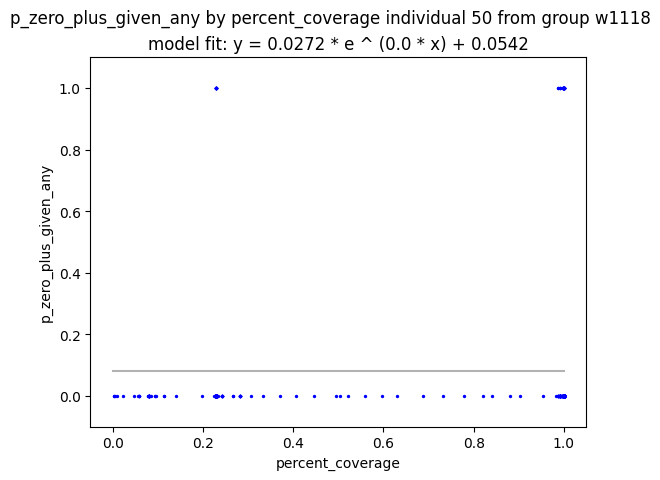 p_zero_plus_given_any by percent_coverage individual 50 from group w1118
model fit: y = 0.0272 * e ^ (0.0 * x) + 0.0542
1.0
0.8
0.6
0.4
0.2
0.0
p_zero_plus_given_any
0.0 0.2 0.4 0.6 0.8 1.0
percent_coverage